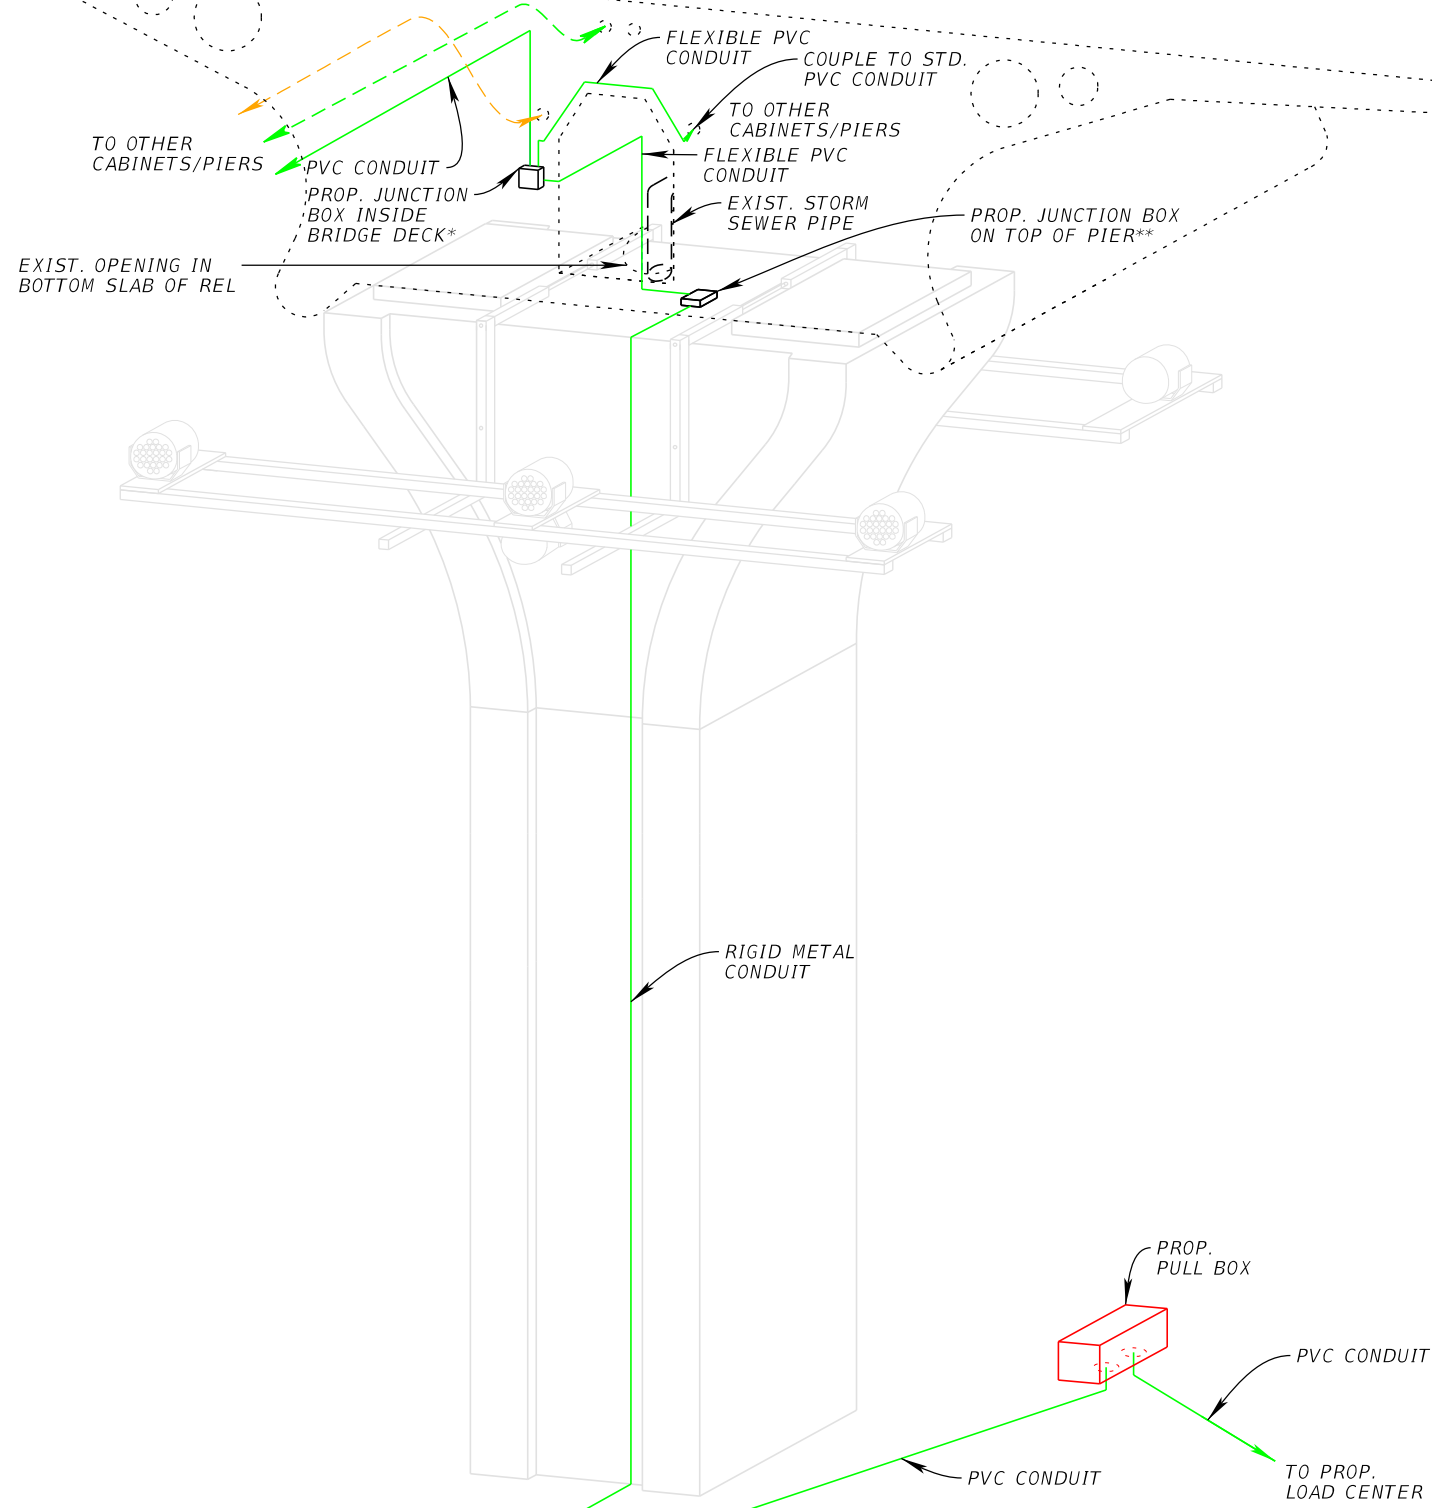 FLEXIBLE PVC
CONDUIT
COUPLE TO STD.
PVC CONDUIT
TO OTHER
CABINETS/PIERS
TO OTHER
CABINETS/PIERS
PVC CONDUIT
FLEXIBLE PVC
CONDUIT
PROP. JUNCTION
BOX INSIDE
BRIDGE DECK*
EXIST. STORM
SEWER PIPE
PROP. JUNCTION BOX
ON TOP OF PIER**
EXIST. OPENING IN
BOTTOM SLAB OF REL
RIGID METAL
CONDUIT
PROP.
PULL BOX
PVC CONDUIT
PVC CONDUIT
TO PROP.
LOAD CENTER